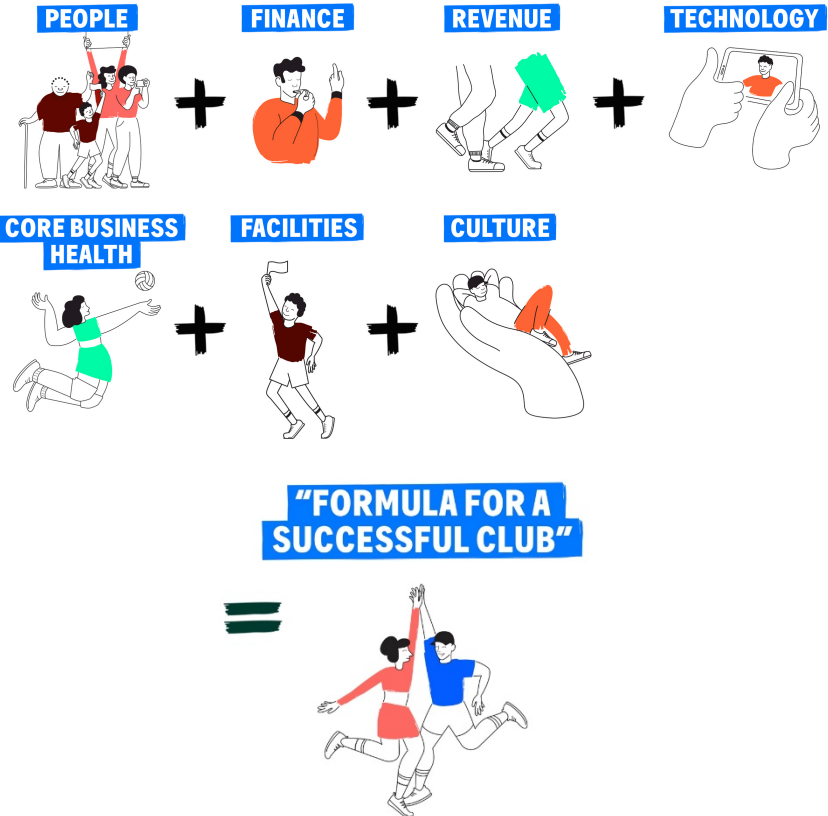 PEOPLE
FINANCE
REVENUE
TECHNOLOGY
CORE BUSINESS
HEALTH
FACILITIES
CULTURE
“FORMULA FOR A
SUCCESSFUL CLUB”